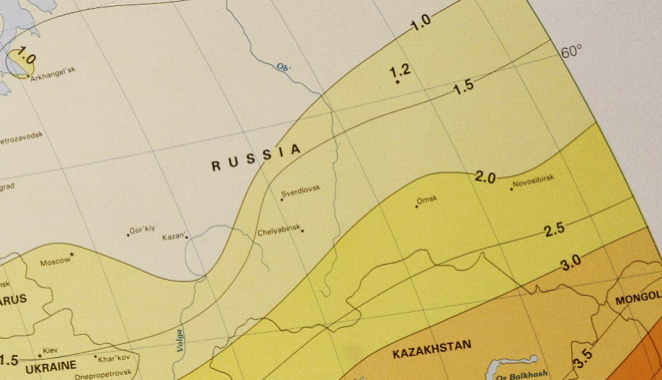 1.0
1.0
Arkhangel'sk
Ob'
1.2
60°
1.5
etrozavodsk
RUSSIA
grad
2.0
Sverdlovsk
Novosibirsk
Omsk
Gor'kiy
Kazan'
Chelyabinsk
2.5
Moscow
3.0
nsk
ARUS
MONGOL
Volga
1.5
Kiev
Khar'kov
UKRAINE
KAZAKHSTAN
3.5
Dnepropetrovsk
Oz Balkhash